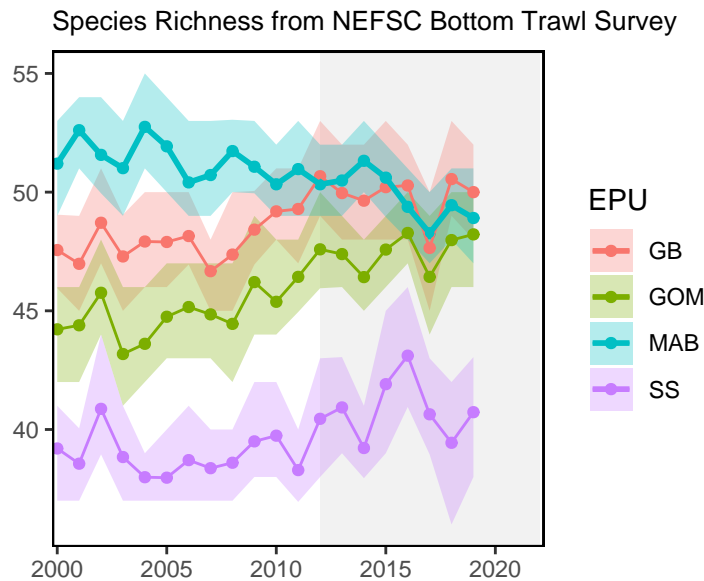 Species Richness from NEFSC Bottom Trawl Survey
55
50
45
40
2000
2005
2010
2015
2020
EPU
GB
GOM
MAB
SS